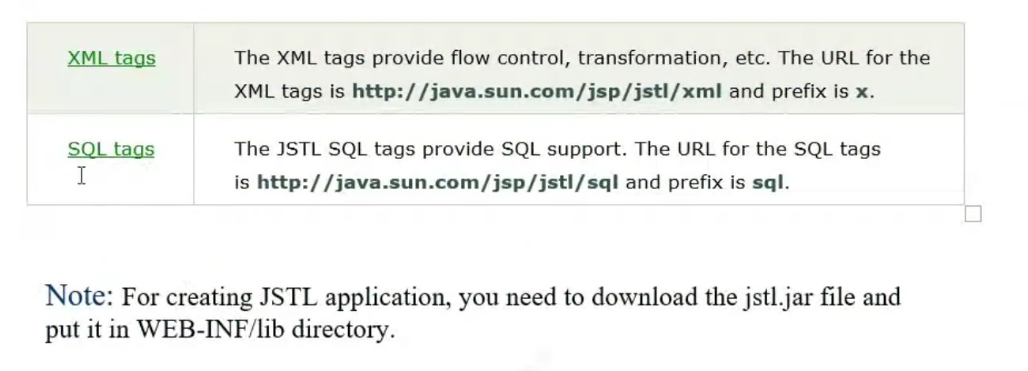 XML tags
The XML tags provide flow control, transformation, etc. The URL for the
XML tags is http://java.sun.com/jsp/jstl/xml and prefix is x.
SQL tags
The JSTL SQL tags provide SQL support. The URL for the SQL tags
is http://java.sun.com/jsp/jstl/sql and prefix is sql.
Note: For creating JSTL application, you need to download the jstl.jar file and
put it in WEB-INF/lib directory.